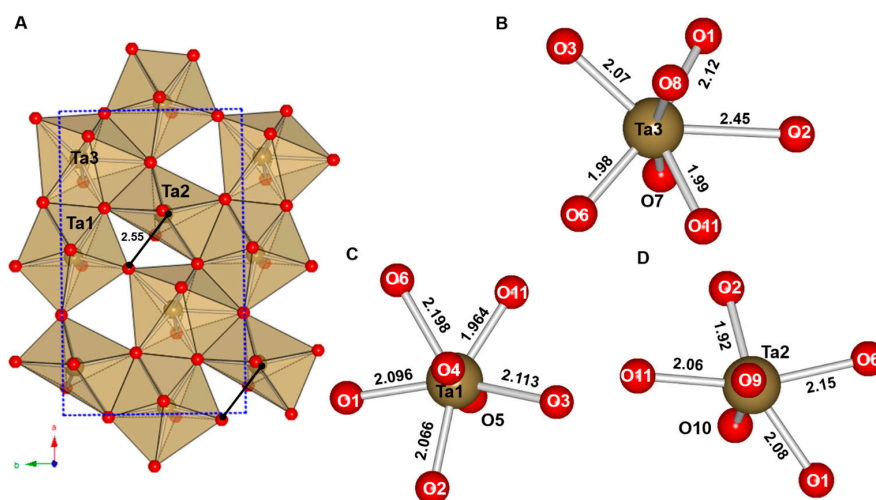 A
Ta3
Ta2
Ta1
2.55
a
b
B
O3
O1
2.07
O8
2.12
Ta3
2.45
O2
1.98
1.99
O6
O7
O11
C
O6
O11
2.198
1.964
O4
2.096
Ta1
2.113
O1
O3
O5
2.066
O2
D
O2
1.92
Ta2
O11
2.06
O9
O6
2.15
O10
2.08
O1